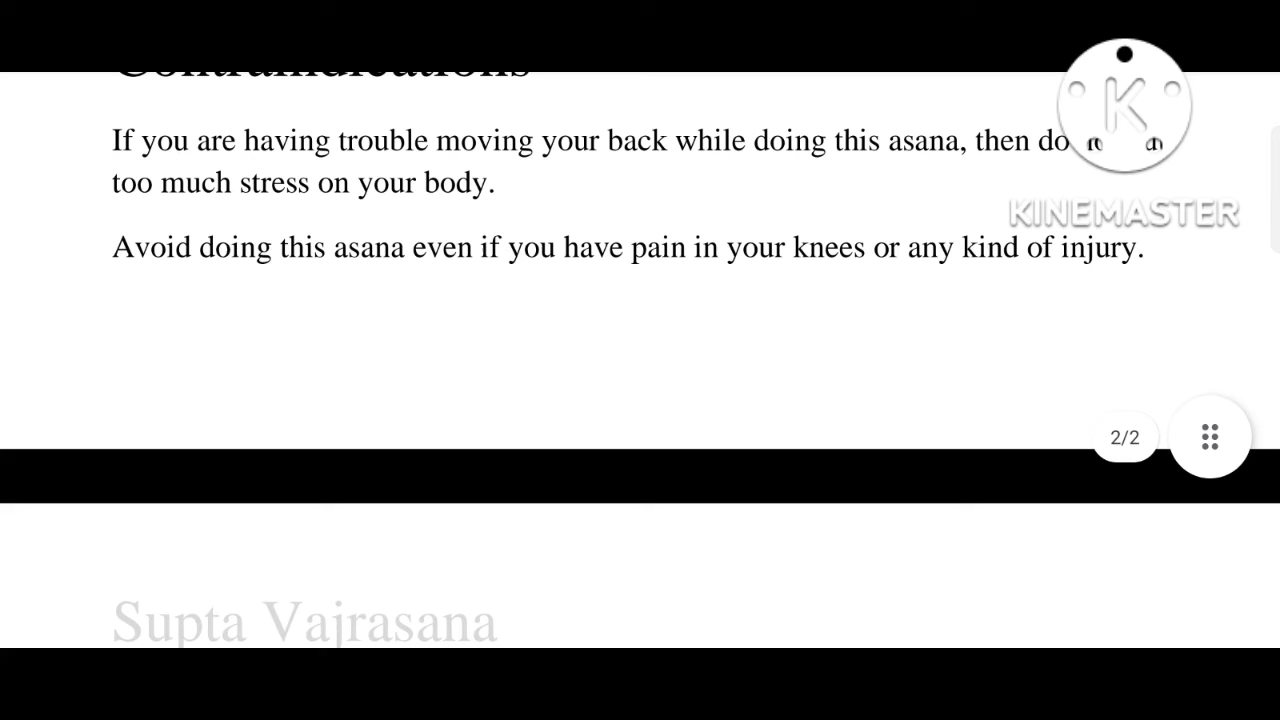 Contraindications
If you are having trouble moving your back while doing this asana, then do
too much stress on your body.
KINEMASTER
Avoid doing this asana even if you have pain in your knees or any kind of injury.
2/2
Supta Vajrasana